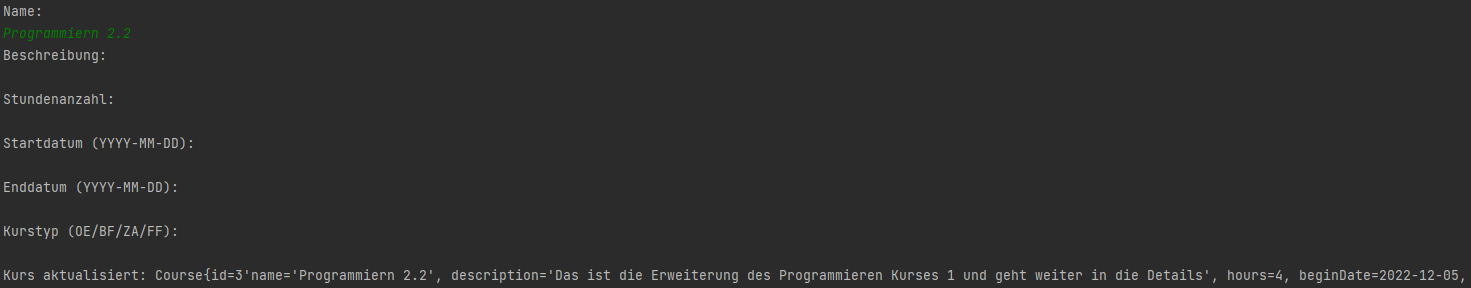 Name:
Programmiern 2.2
Beschreibung:
Stundenanzahl:
Startdatum (YYYY-MM-DD):
Enddatum (YYYY-MM-DD):
Kurstyp (OE/BF/ZA/FF):
Kurs aktualisiert: Course{id=3'name='Programmiern 2.2', description='Das ist die Erweiterung des Programmieren Kurses 1 und geht weiter in die Details', hours=4, beginDate=2022-12-05,